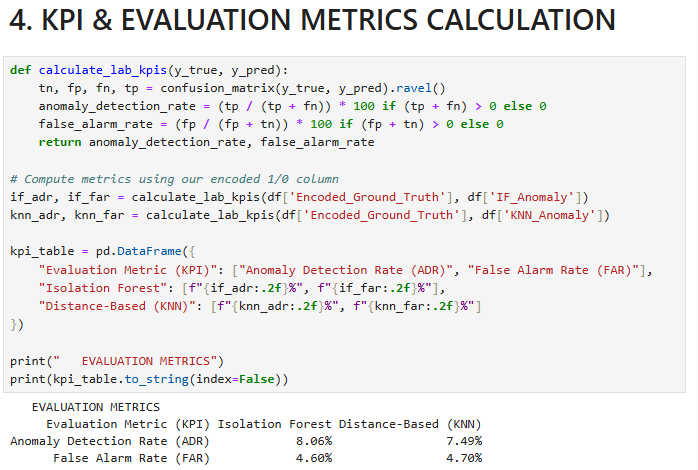 4. KPI & EVALUATION METRICS CALCULATION
def calculate_lab_kpis(y_true, y_pred):
    tn, fp, fn, tp = confusion_matrix(y_true, y_pred).ravel()
    anomaly_detection_rate = (tp / (tp + fn)) * 100 if (tp + fn) > 0 else 0
    false_alarm_rate = (fp / (fp + tn)) * 100 if (fp + tn) > 0 else 0
    return anomaly_detection_rate, false_alarm_rate
# Compute metrics using our encoded 1/0 column
if_adr, if_far = calculate_lab_kpis(df['Encoded_Ground_Truth'], df['IF_Anomaly'])
knn_adr, knn_far = calculate_lab_kpis(df['Encoded_Ground_Truth'], df['KNN_Anomaly'])
kpi_table = pd.DataFrame({
    "Evaluation Metric (KPI)": ["Anomaly Detection Rate (ADR)", "False Alarm Rate (FAR)"],
    "Isolation Forest": [f"{if_adr:.2f}%", f"{if_far:.2f}%"],
    "Distance-Based (KNN)": [f"{knn_adr:.2f}%", f"{knn_far:.2f}%"]
})
print("   EVALUATION METRICS")
print(kpi_table.to_string(index=False))
   EVALUATION METRICS
     Evaluation Metric (KPI) Isolation Forest Distance-Based (KNN)
Anomaly Detection Rate (ADR)            8.06%                7.49%
      False Alarm Rate (FAR)            4.60%                4.70%